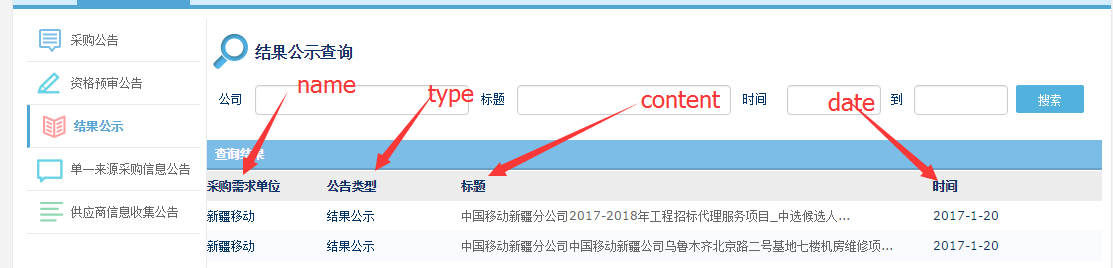 采购公告
资格预审公告
结果公示
单一来源采购信息公告
供应商信息收集公告
结果公示查询
name type content date
公司 标题 时间 到 搜索
查询结果
采购需求单位 公告类型 标题 时间
新疆移动 结果公示 中国移动新疆分公司2017-2018年工程招标代理服务项目_中选候选人... 2017-1-20
新疆移动 结果公示 中国移动新疆分公司中国移动新疆公司乌鲁木齐北京路二号基地七楼机房维修项... 2017-1-20